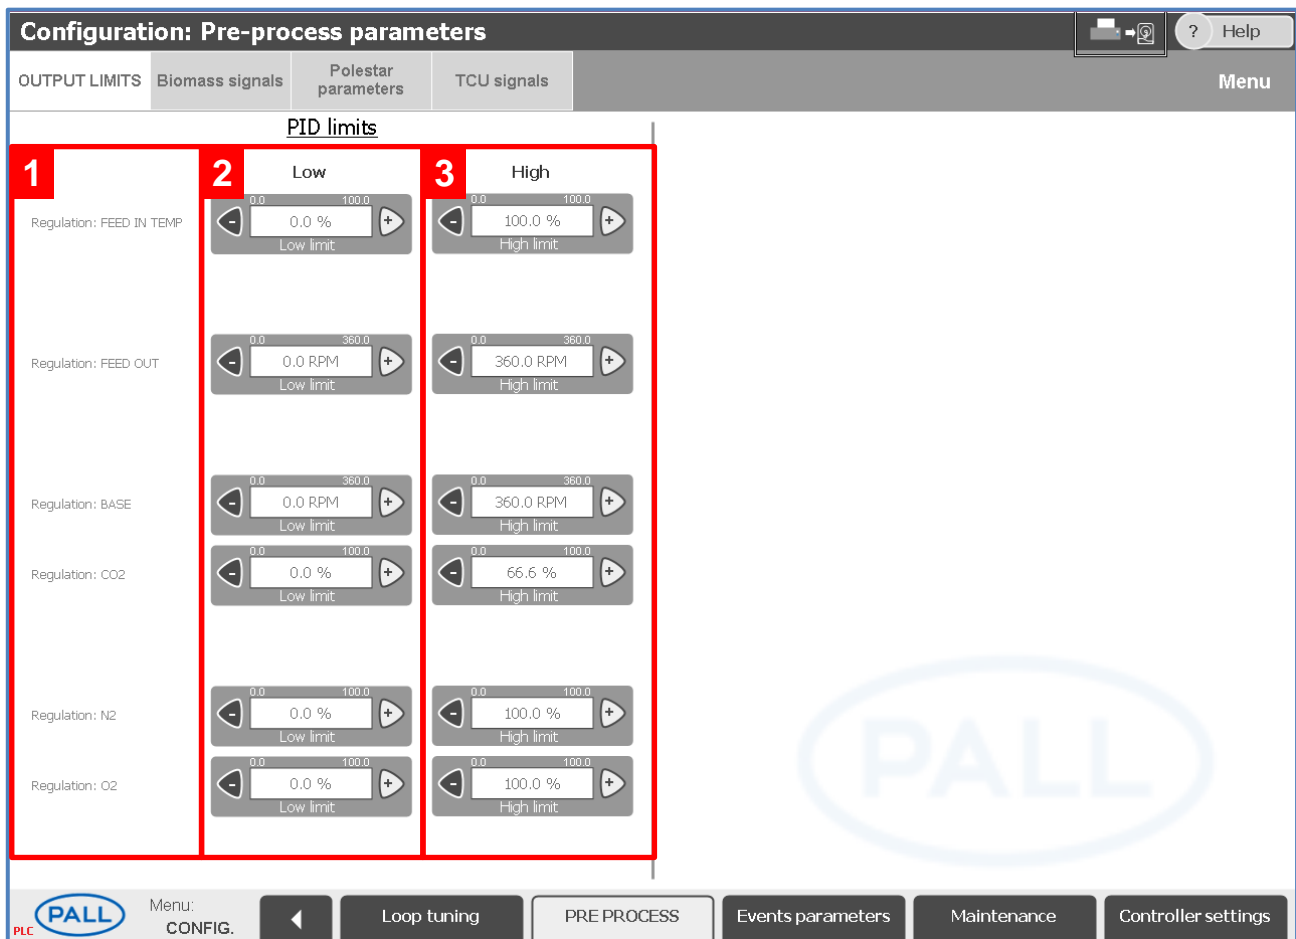 Configuration: Pre-process parameters
? Help
OUTPUT LIMITS
Biomass signals
Polestar
parameters
TCU signals
Menu
PID limits
1
2
3
Low
High
Regulation: FEED IN TEMP
0.0 100.0
- 0.0 % +
Low limit
0.0 100.0
- 100.0 % +
High limit
Regulation: FEED OUT
0.0 360.0
- 0.0 RPM +
Low limit
0.0 360.0
- 360.0 RPM +
High limit
Regulation: BASE
0.0 360.0
- 0.0 RPM +
Low limit
0.0 360.0
- 360.0 RPM +
High limit
Regulation: CO2
0.0 100.0
- 0.0 % +
Low limit
0.0 100.0
- 66.6 % +
High limit
Regulation: N2
0.0 100.0
- 0.0 % +
Low limit
0.0 100.0
- 100.0 % +
High limit
Regulation: O2
0.0 100.0
- 0.0 % +
Low limit
0.0 100.0
- 100.0 % +
High limit
PALL
PLC
PALL
Menu:
CONFIG.
Loop tuning
PRE PROCESS
Events parameters
Maintenance
Controller settings